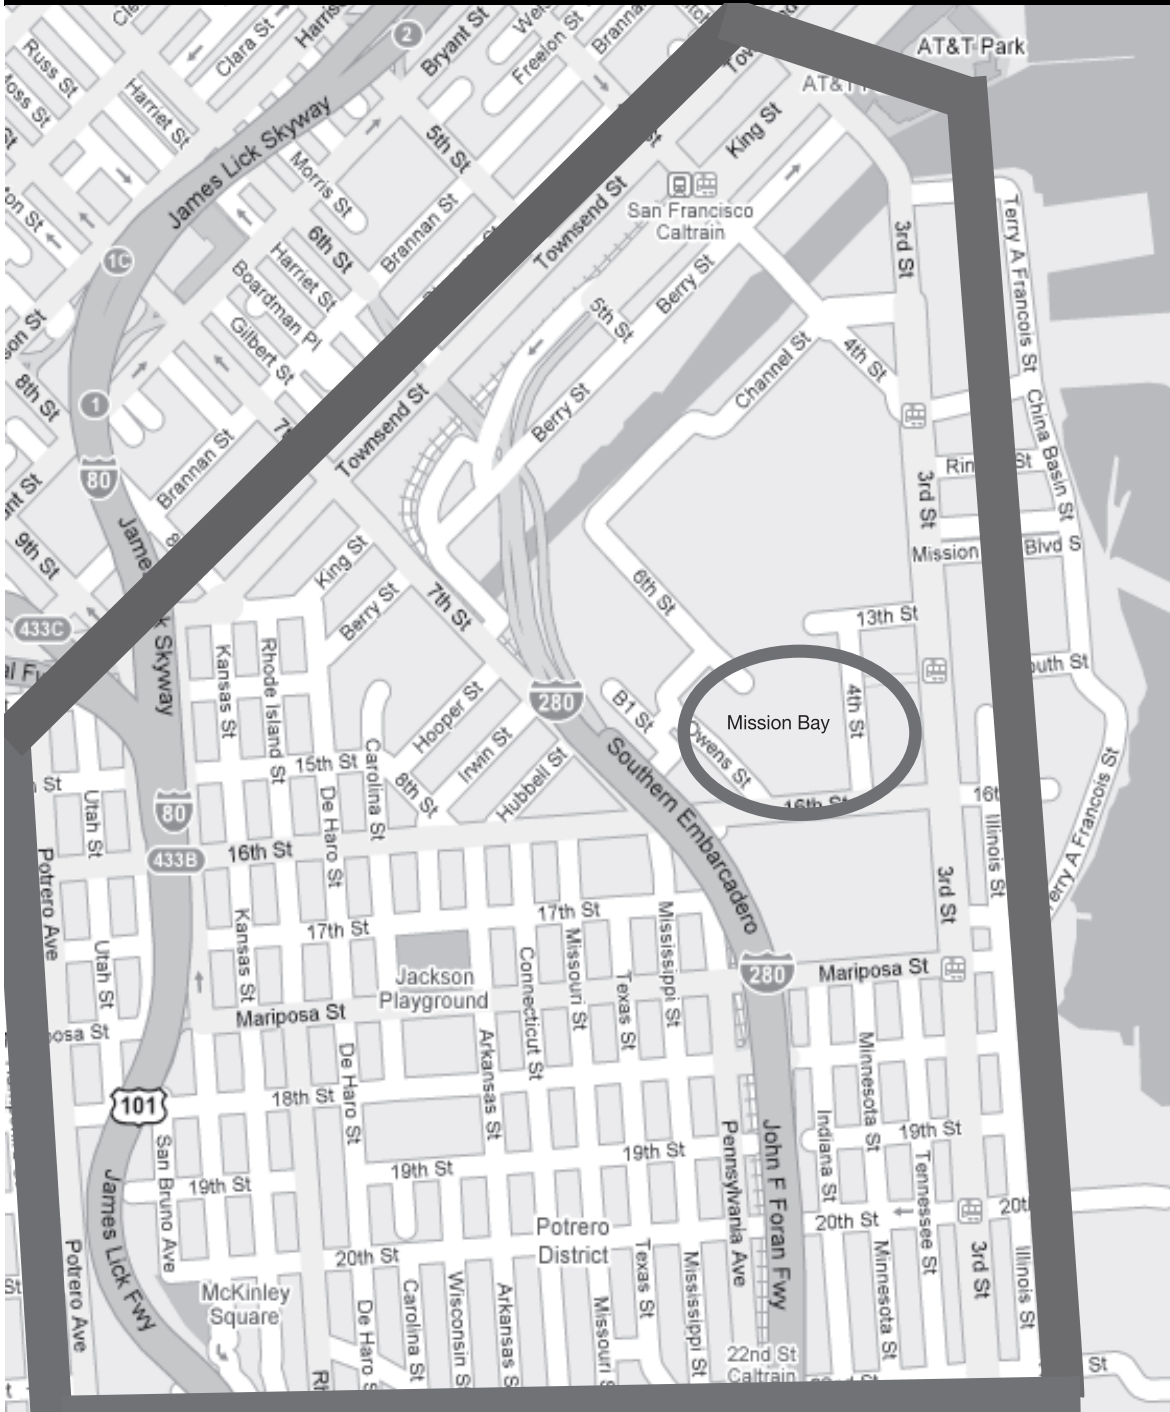 AT&T Park
2
Clara St
Bryant St
Freelon St
Brannan
Russ St
Harriet St
James Lick Skyway
5th St
King St
Morris St
Brannan St
San Francisco
Caltrain
Townsend St
6th St
Harriet St
3rd St
Terry A Francois St
1C
Boardman Pl
Berry St
Gilbert St
5th St
4th St
Channel St
8th St
1
Berry St
Townsend St
China Basin St
Brannan St
80
3rd St
9th St
Mission
Blvd S
King St
6th St
7th St
Berry St
433C
13th St
Kansas St
Rhode Island St
280
B1 St
Mission Bay
4th St
Owens St
Hooper St
Irwin St
Hubbell St
15th St
Carolina St
8th St
De Haro St
Southern Embarcadero
16th St
80
Utah St
433B
16th St
Illinois St
Terry A Francois St
Potrero Ave
3rd St
Kansas St
17th St
17th St
Mississippi St
Utah St
Jackson
Playground
Connecticut St
Missouri St
Texas St
280
Mariposa St
Mariposa St
De Haro St
Arkansas St
Minnesota St
101
18th St
San Bruno Ave
19th St
19th St
19th St
Pennsylvania Ave
John F Foran Fwy
Indiana St
19th St
Tennessee St
James Lick Fwy
Potrero
District
20th St
20th St
Potrero Ave
McKinley
Square
De Haro S
Carolina St
Wisconsin S
Arkansas S
Missouri
Texas St
Mississippi St
Minnesota St
3rd St
Illinois St
22nd St
Caltrain
St